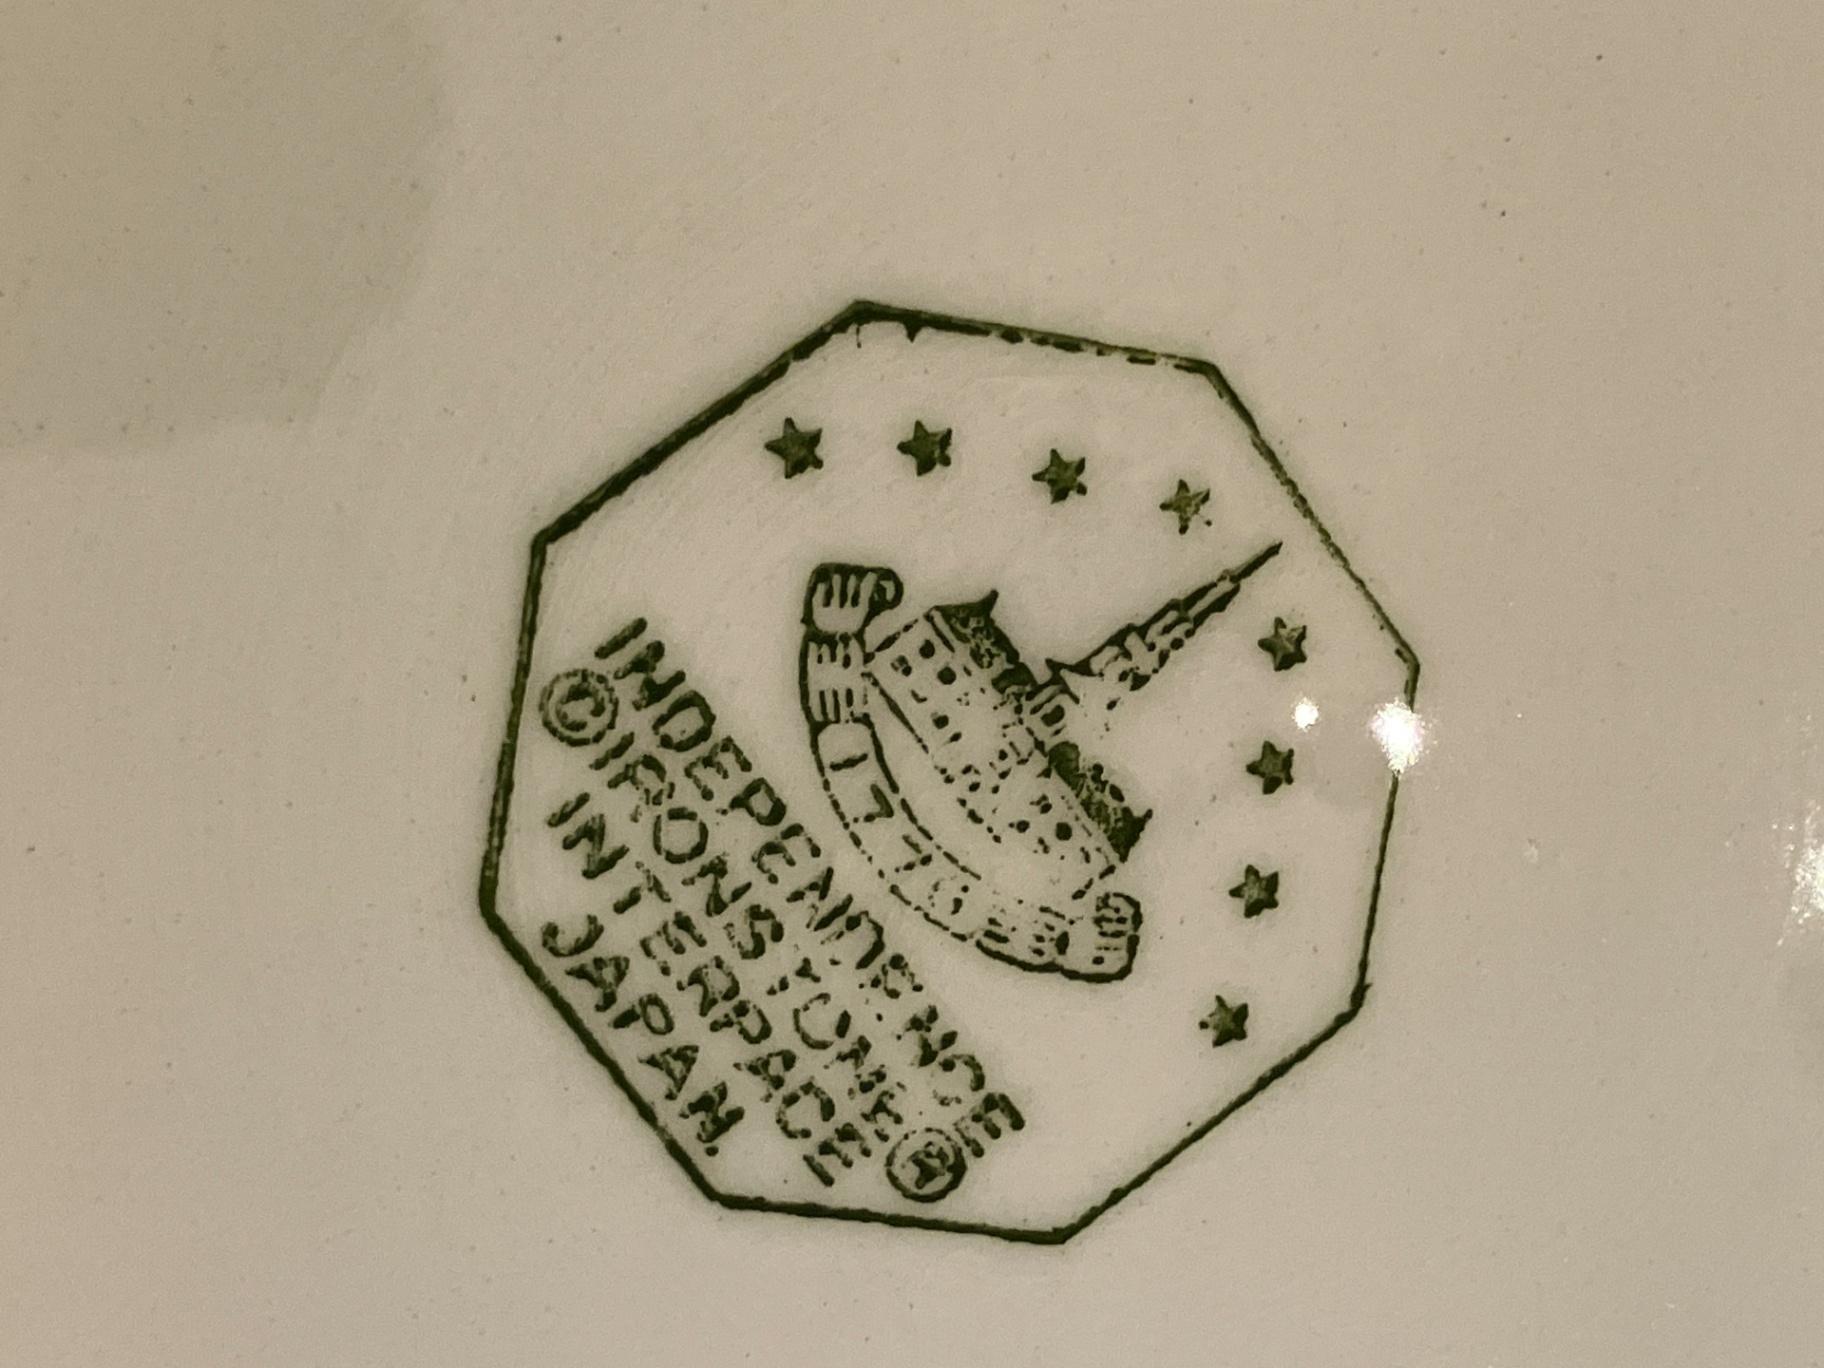 1776
INDEPENDENCE
©IRONSTONE®
INTERPACE
JAPAN.